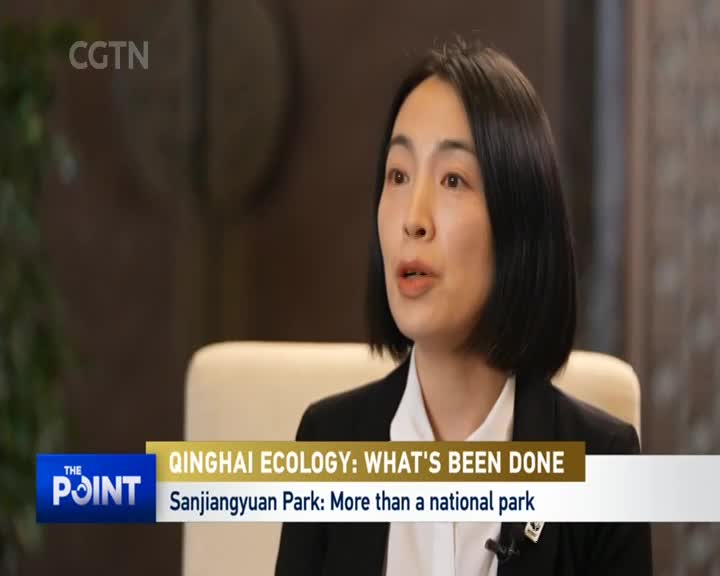 CGTN
QINGHAI ECOLOGY: WHAT'S BEEN DONE
THE
POINT
Sanjiangyuan Park: More than a national park